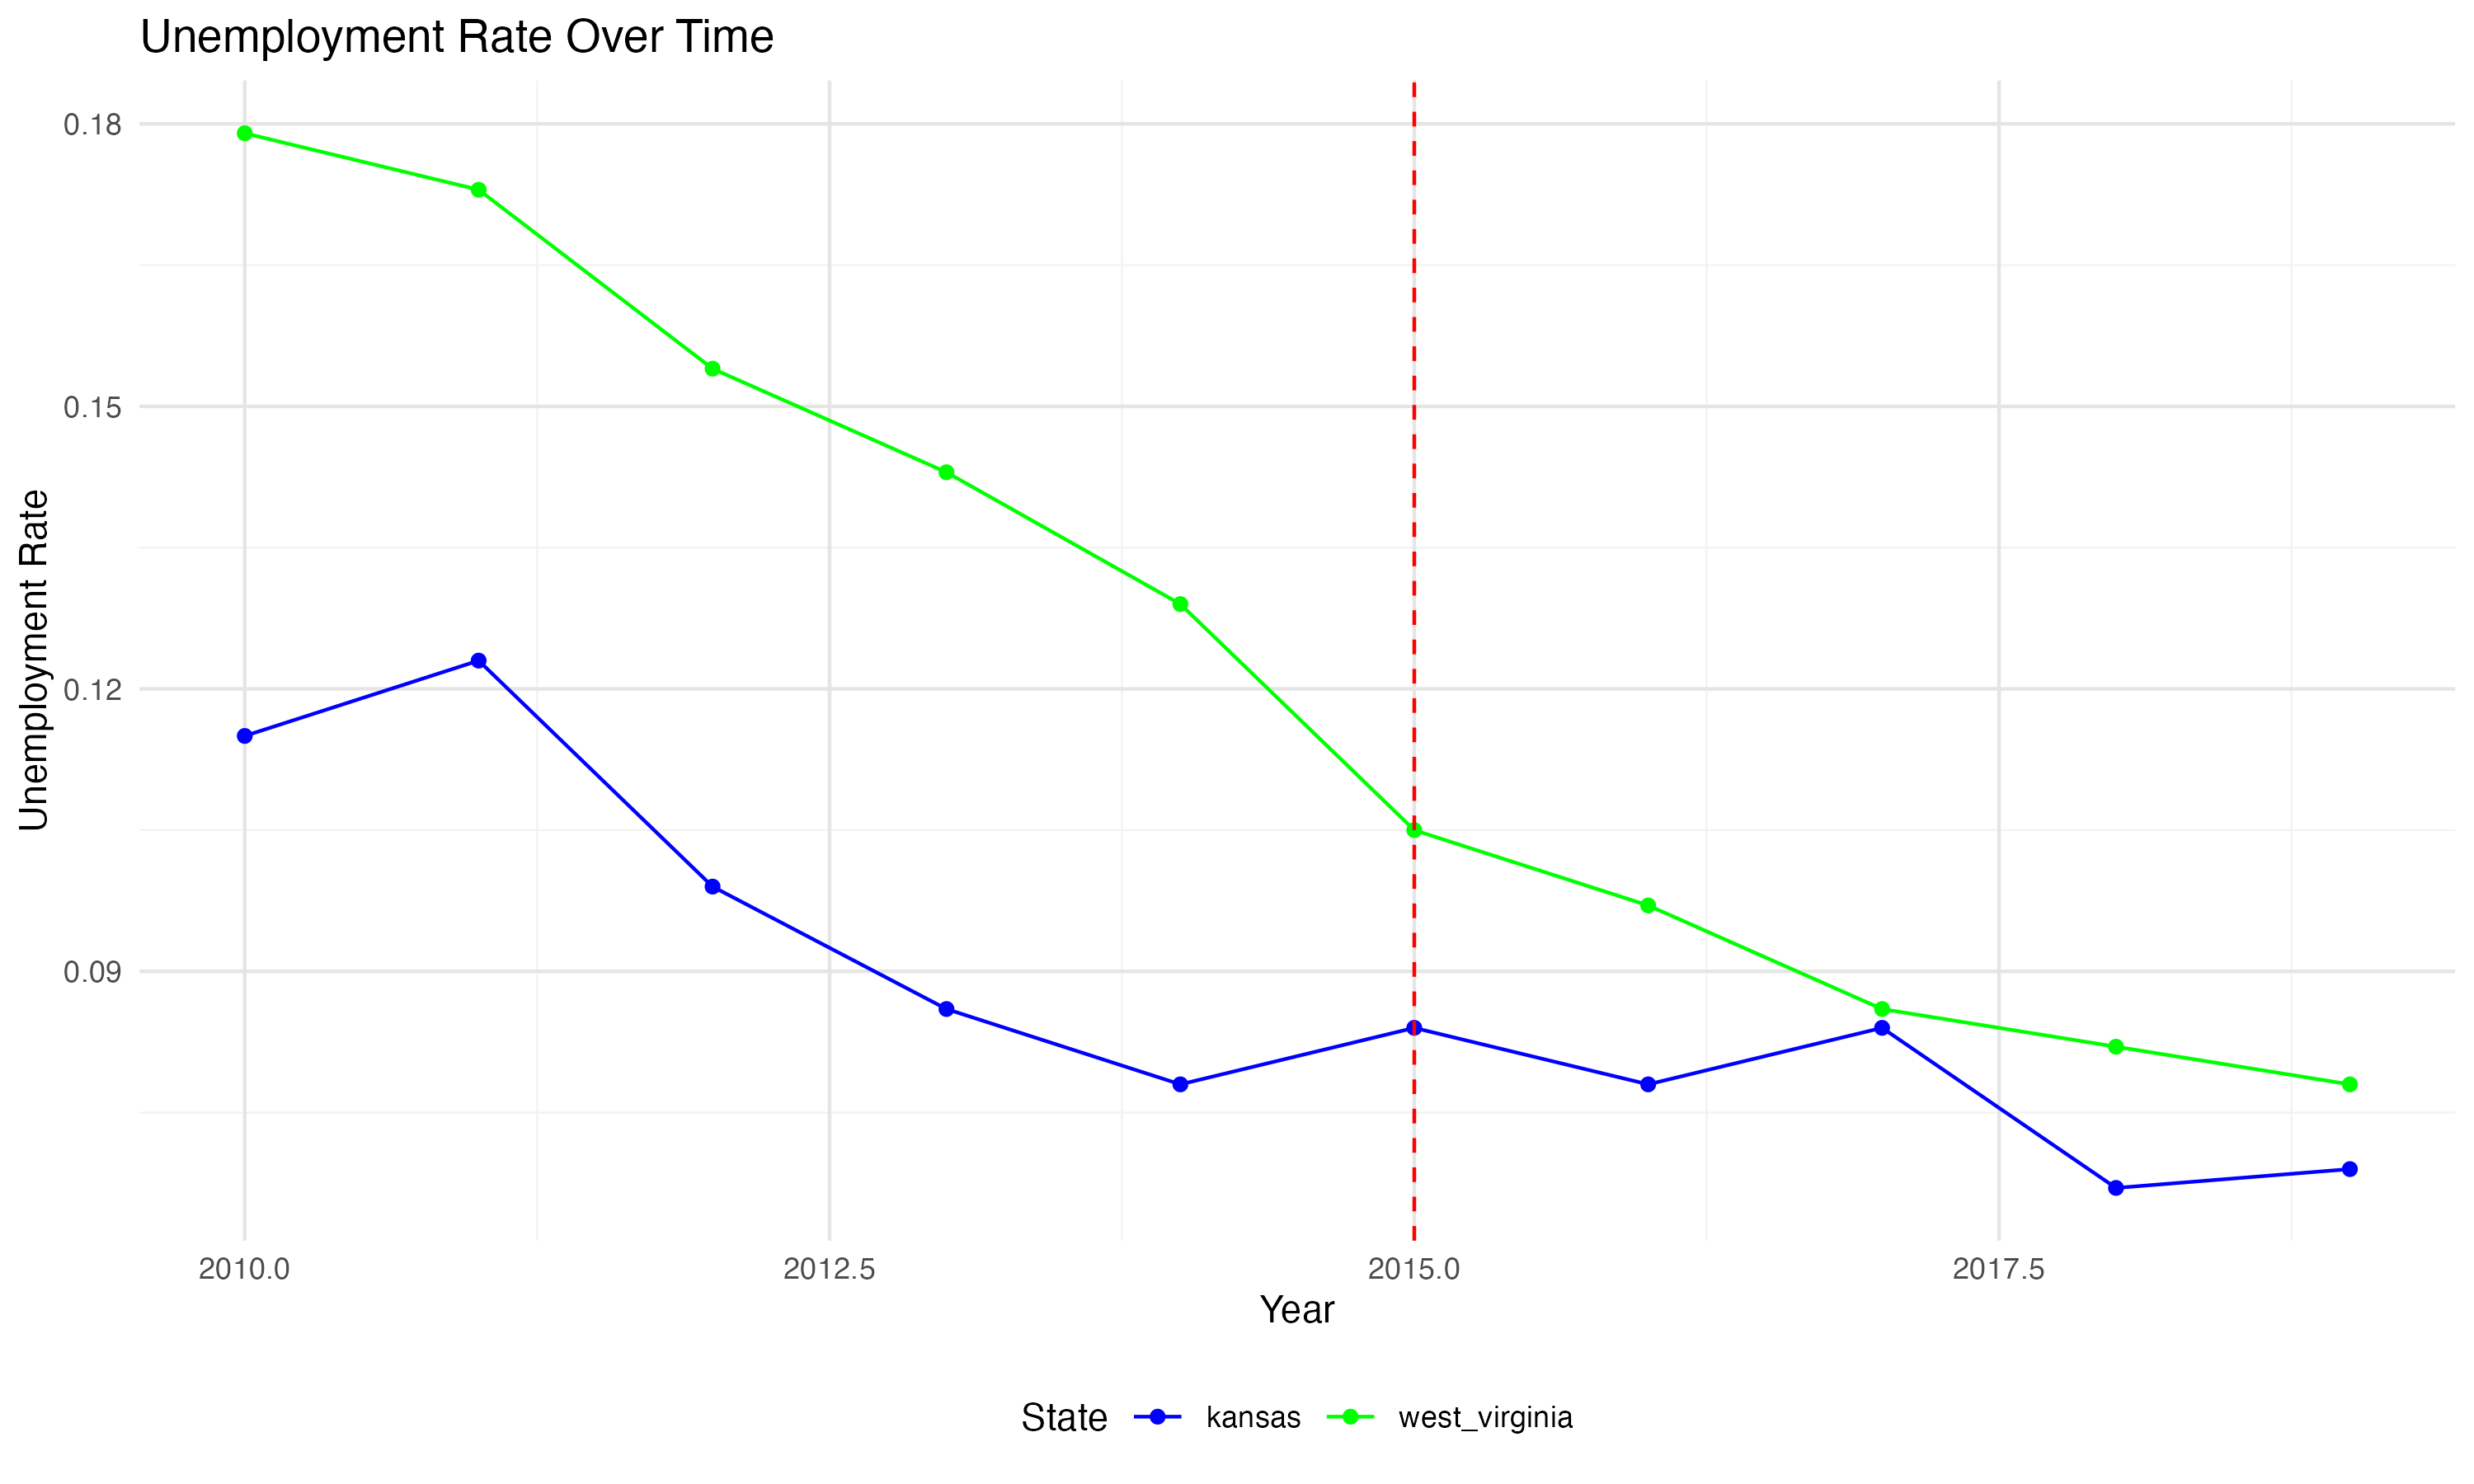 Unemployment Rate Over Time
Unemployment Rate
0.18
0.15
0.12
0.09
2010.0 2012.5 2015.0 2017.5
Year
State kansas west_virginia